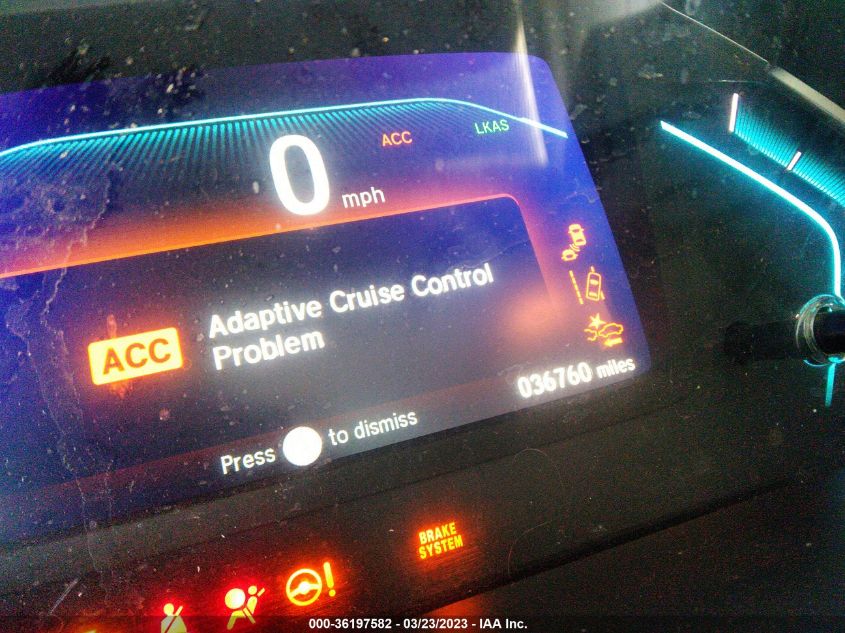 0 mph
ACC
LKAS
ACC
Adaptive Cruise Control
Problem
036760 miles
Press to dismiss
BRAKE
SYSTEM
000-36197582 - 03/23/2023 - IAA Inc.